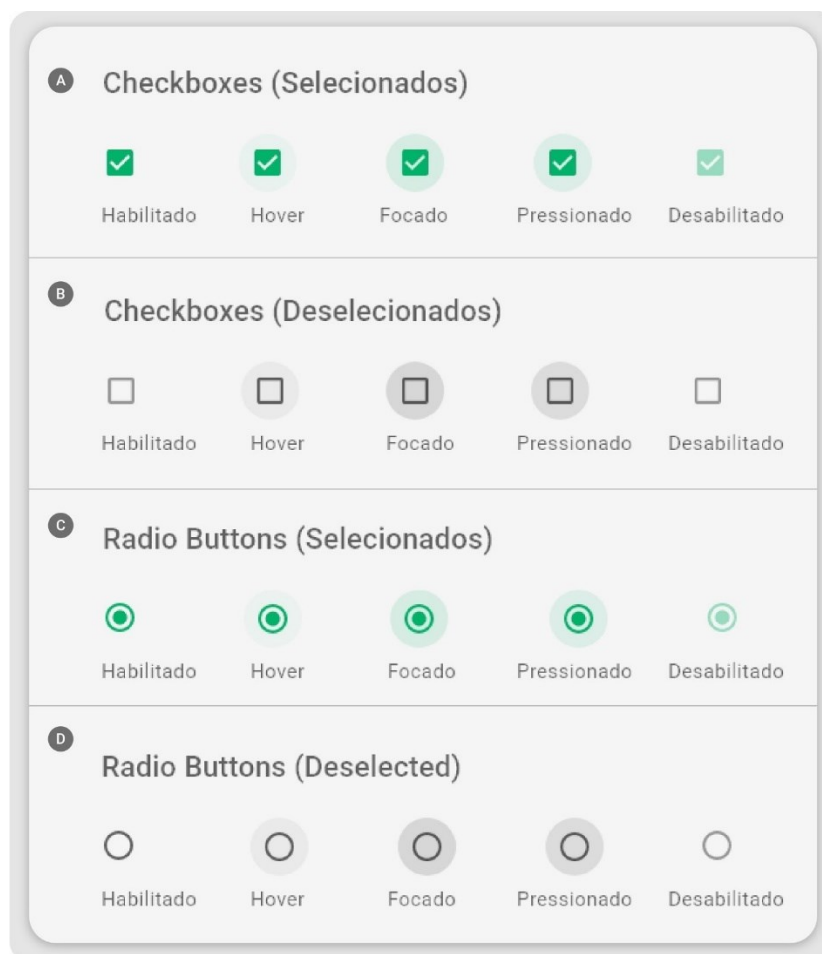 A Checkboxes (Selecionados)
Habilitado Hover Focado Pressionado Desabilitado
B
Checkboxes (Deselecionados)
Habilitado Hover Focado Pressionado Desabilitado
C
Radio Buttons (Selecionados)
Habilitado Hover Focado Pressionado Desabilitado
D
Radio Buttons (Deselected)
Habilitado Hover Focado Pressionado Desabilitado